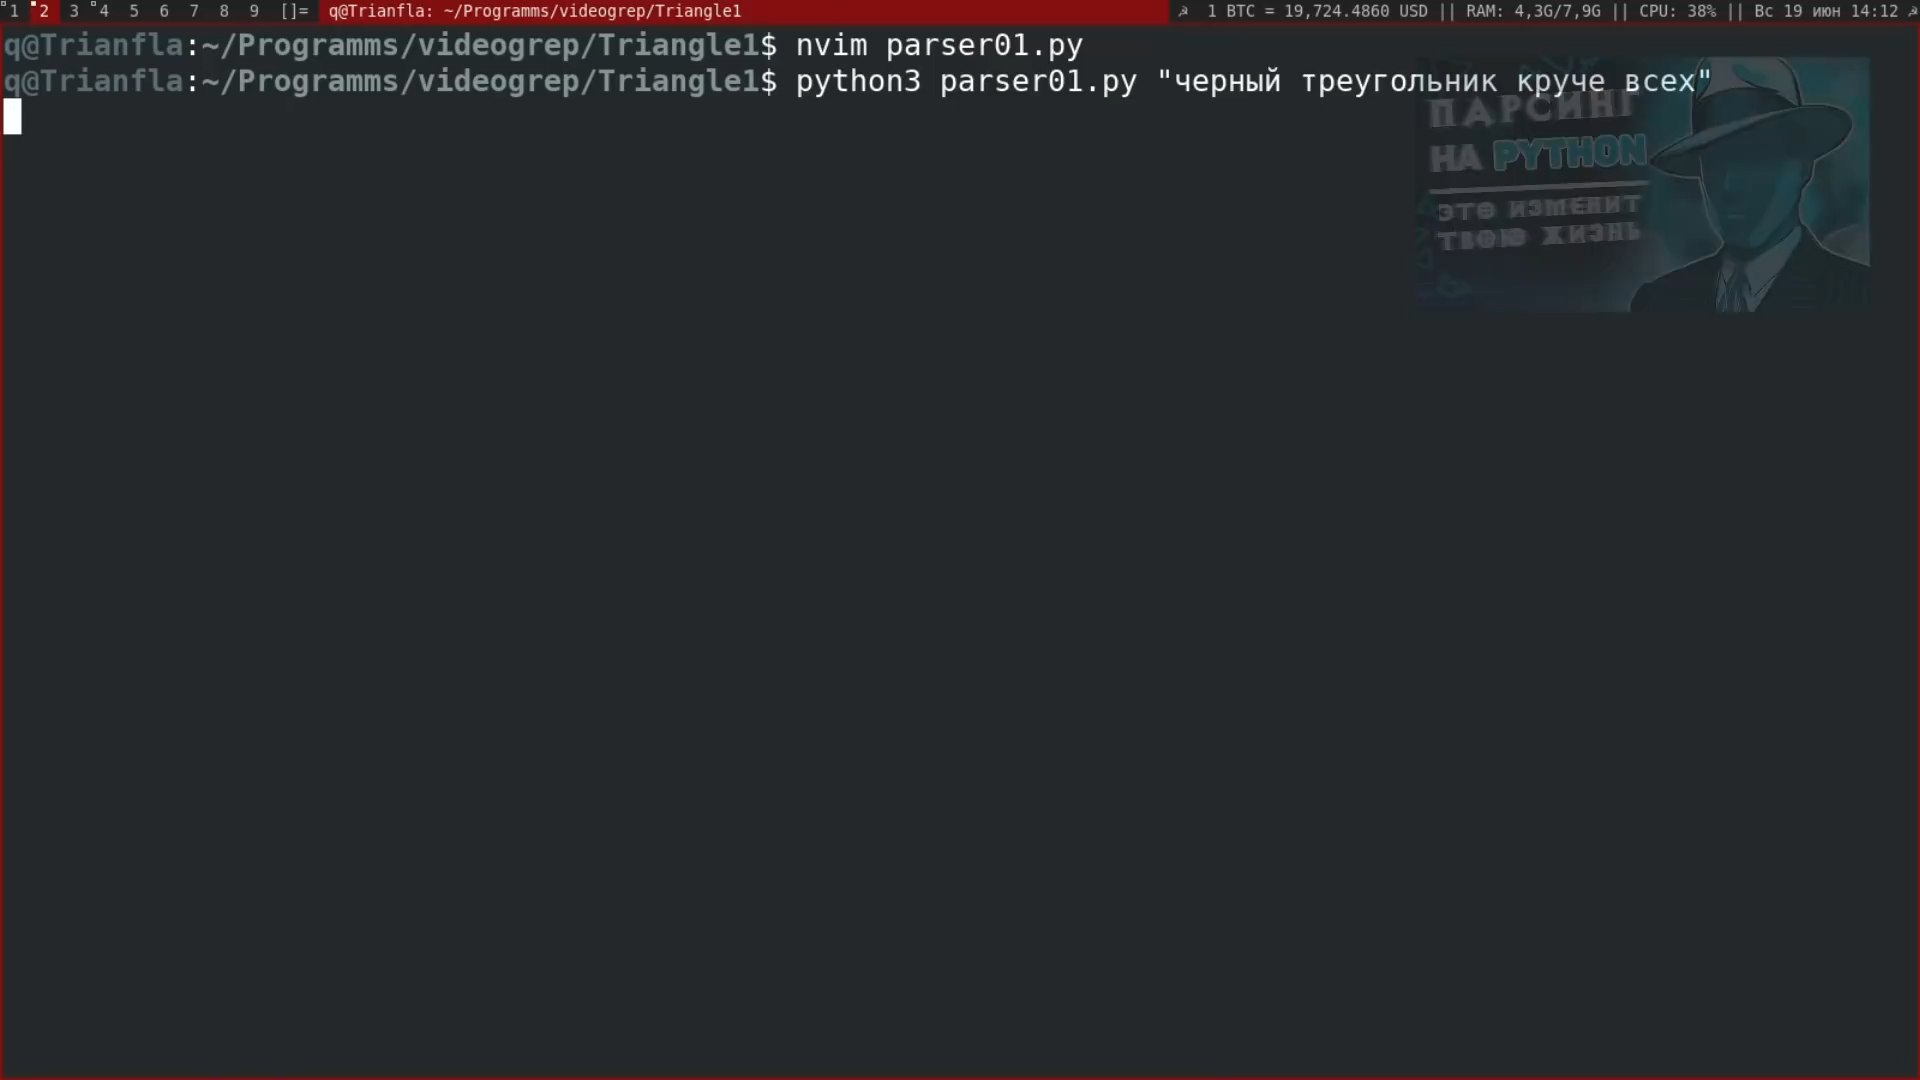 1 2 3 4 5 6 7 8 9 []= q@Trianfla: ~/Programms/videogrep/Triangle1 1 BTC = 19,724.4860 USD || RAM: 4,3G/7,9G || CPU: 38% || Вс 19 июн 14:12
q@Trianfla:~/Programms/videogrep/Triangle1$ nvim parser01.py
q@Trianfla:~/Programms/videogrep/Triangle1$ python3 parser01.py "черный треугольник круче всех"
ПАРСИНГ
НА PYTHON
ЭТО ИЗМЕНИТ
ТВОЮ ЖИЗНЬ